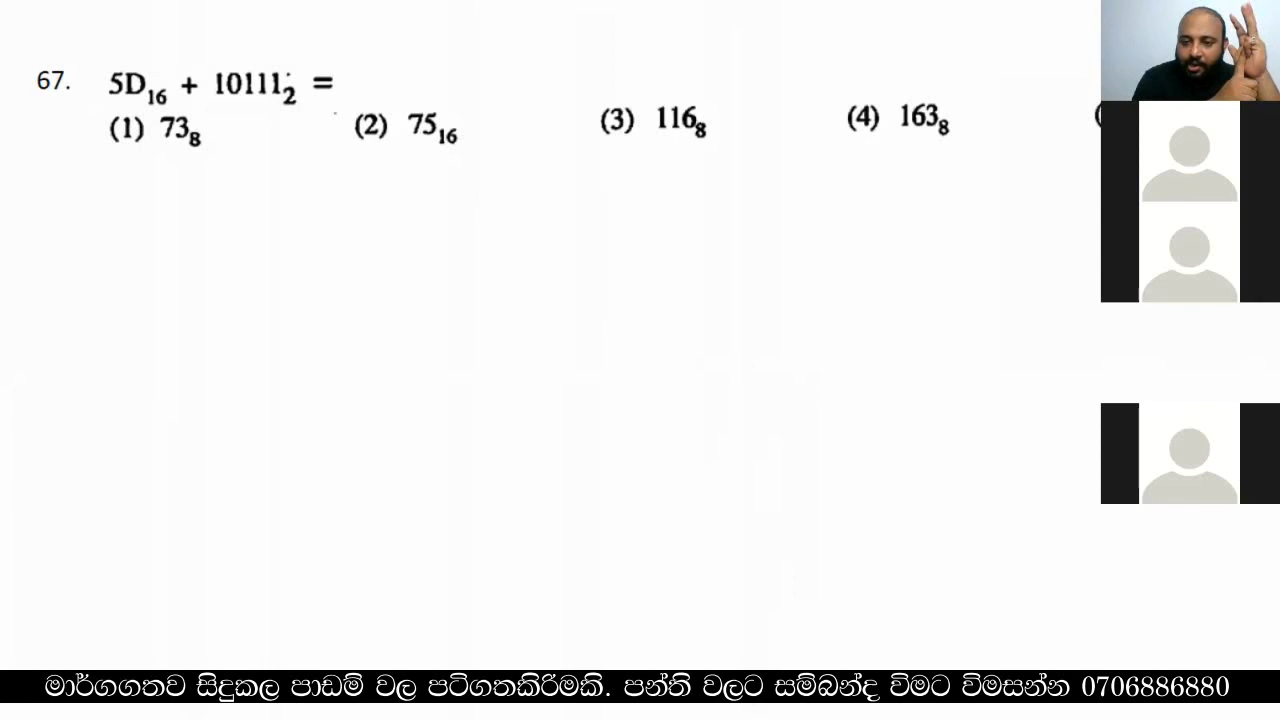 67. 5D₁₆ + 10111₂ =
(1) 73₈ (2) 75₁₆ (3) 116₈ (4) 163₈ (
මාර්ගගතව සිදුකල පාඩම් වල පටිගතකිරිමකි. පන්ති වලට සම්බන්ද විමට විමසන්න 0706886880